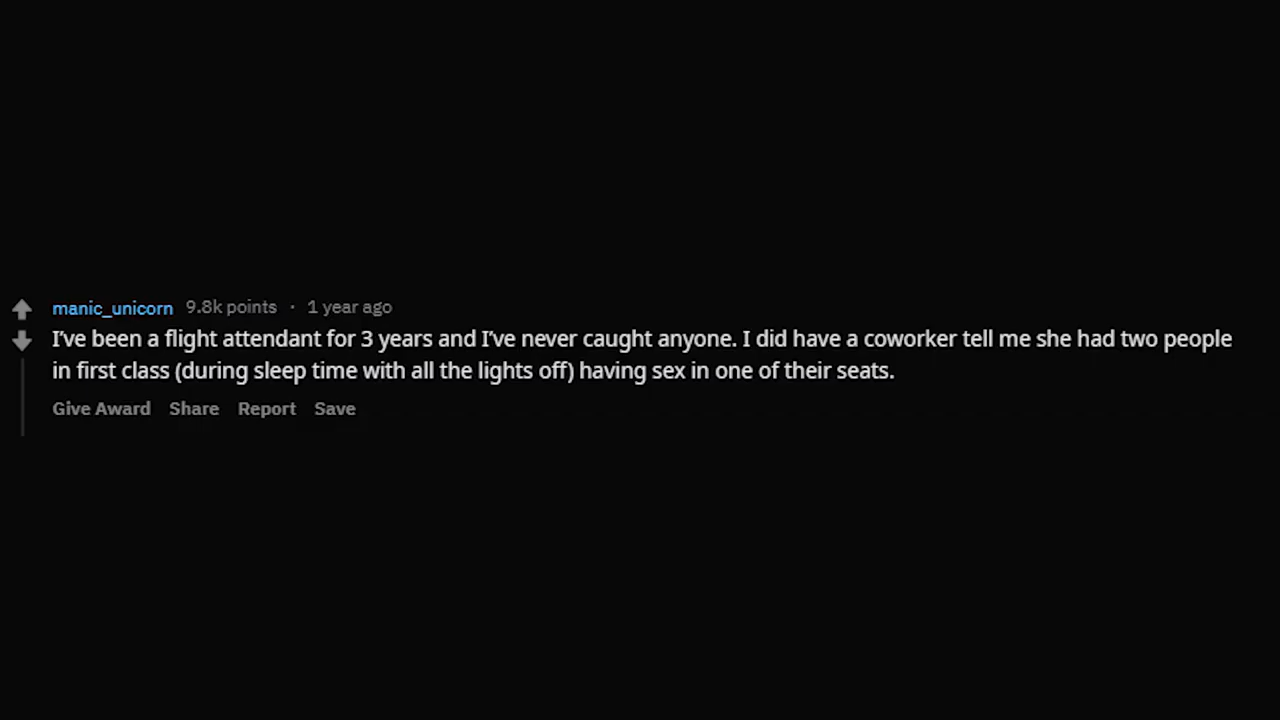 manic_unicorn 9.8k points · 1 year ago
I’ve been a flight attendant for 3 years and I’ve never caught anyone. I did have a coworker tell me she had two people
in first class (during sleep time with all the lights off) having sex in one of their seats.
Give Award Share Report Save